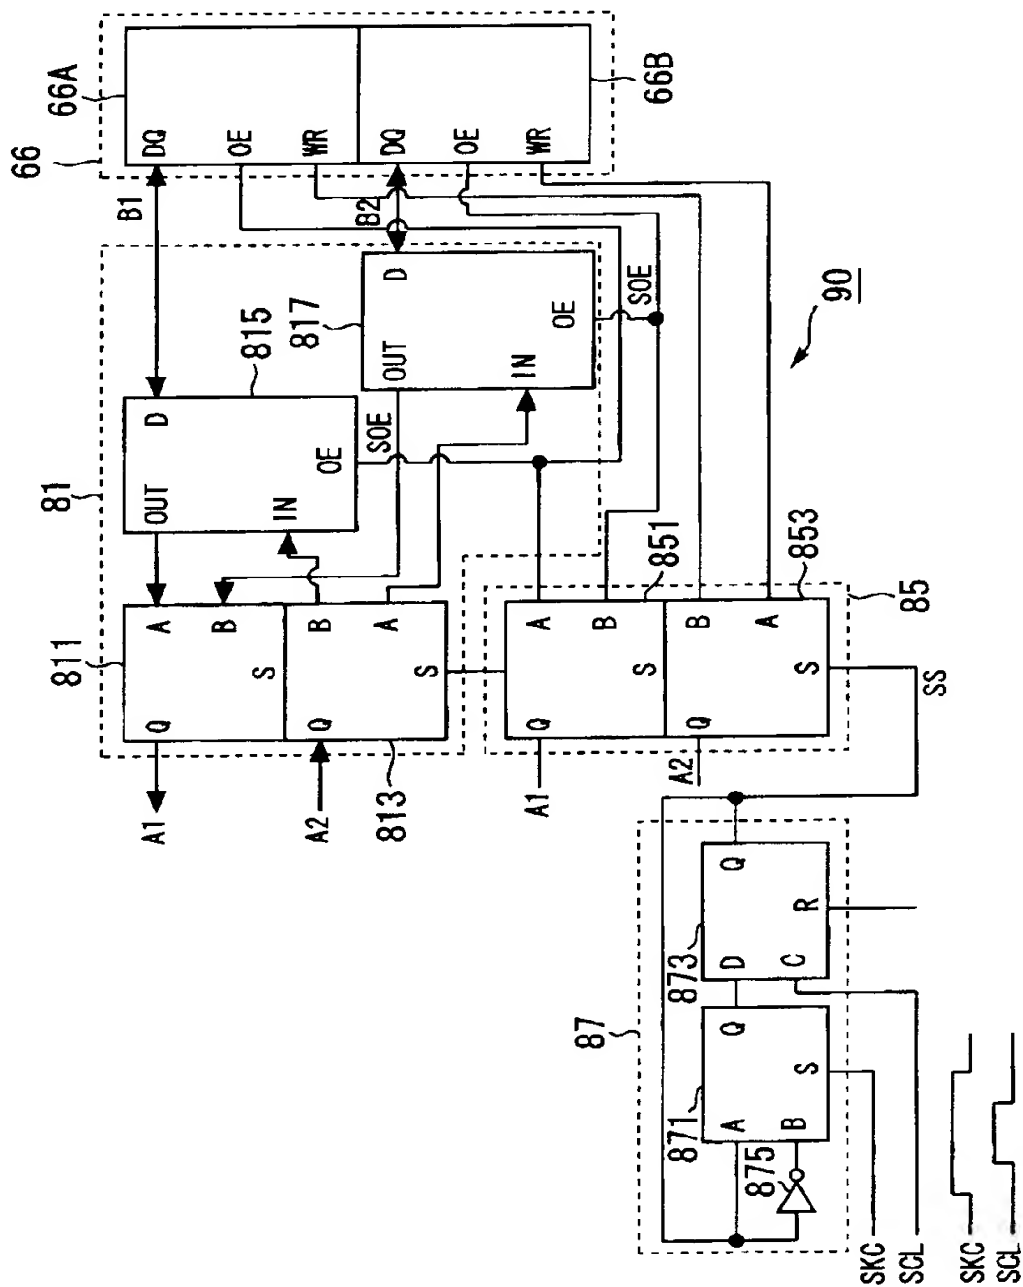 66
66A
66B
DQ
OE
WR
DQ
OE
WR
B1
B2
81
815
817
D
OUT
IN
OE
SOE
D
OUT
IN
OE
SOE
90
811
A
B
S
Q
B
A
S
Q
813
A1
A2
851
853
85
A
B
S
Q
B
A
S
Q
A1
A2
SS
87
873
Q
D
C
R
871
Q
A
B
S
875
SKC
SCL
SKC
SCL